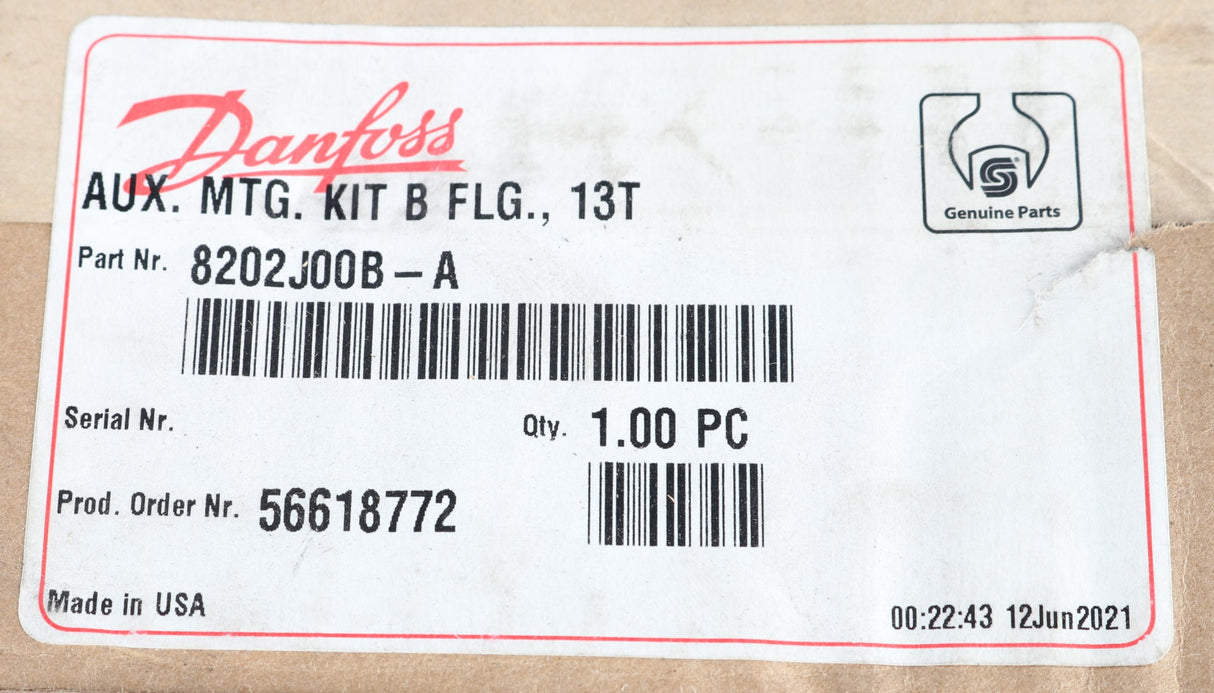 Danfoss
AUX. MTG. KIT B FLG., 13T
Genuine Parts
Part Nr. 8202J00B-A
Serial Nr.
Qty. 1.00 PC
Prod. Order Nr. 56618772
Made in USA
00:22:43 12Jun2021